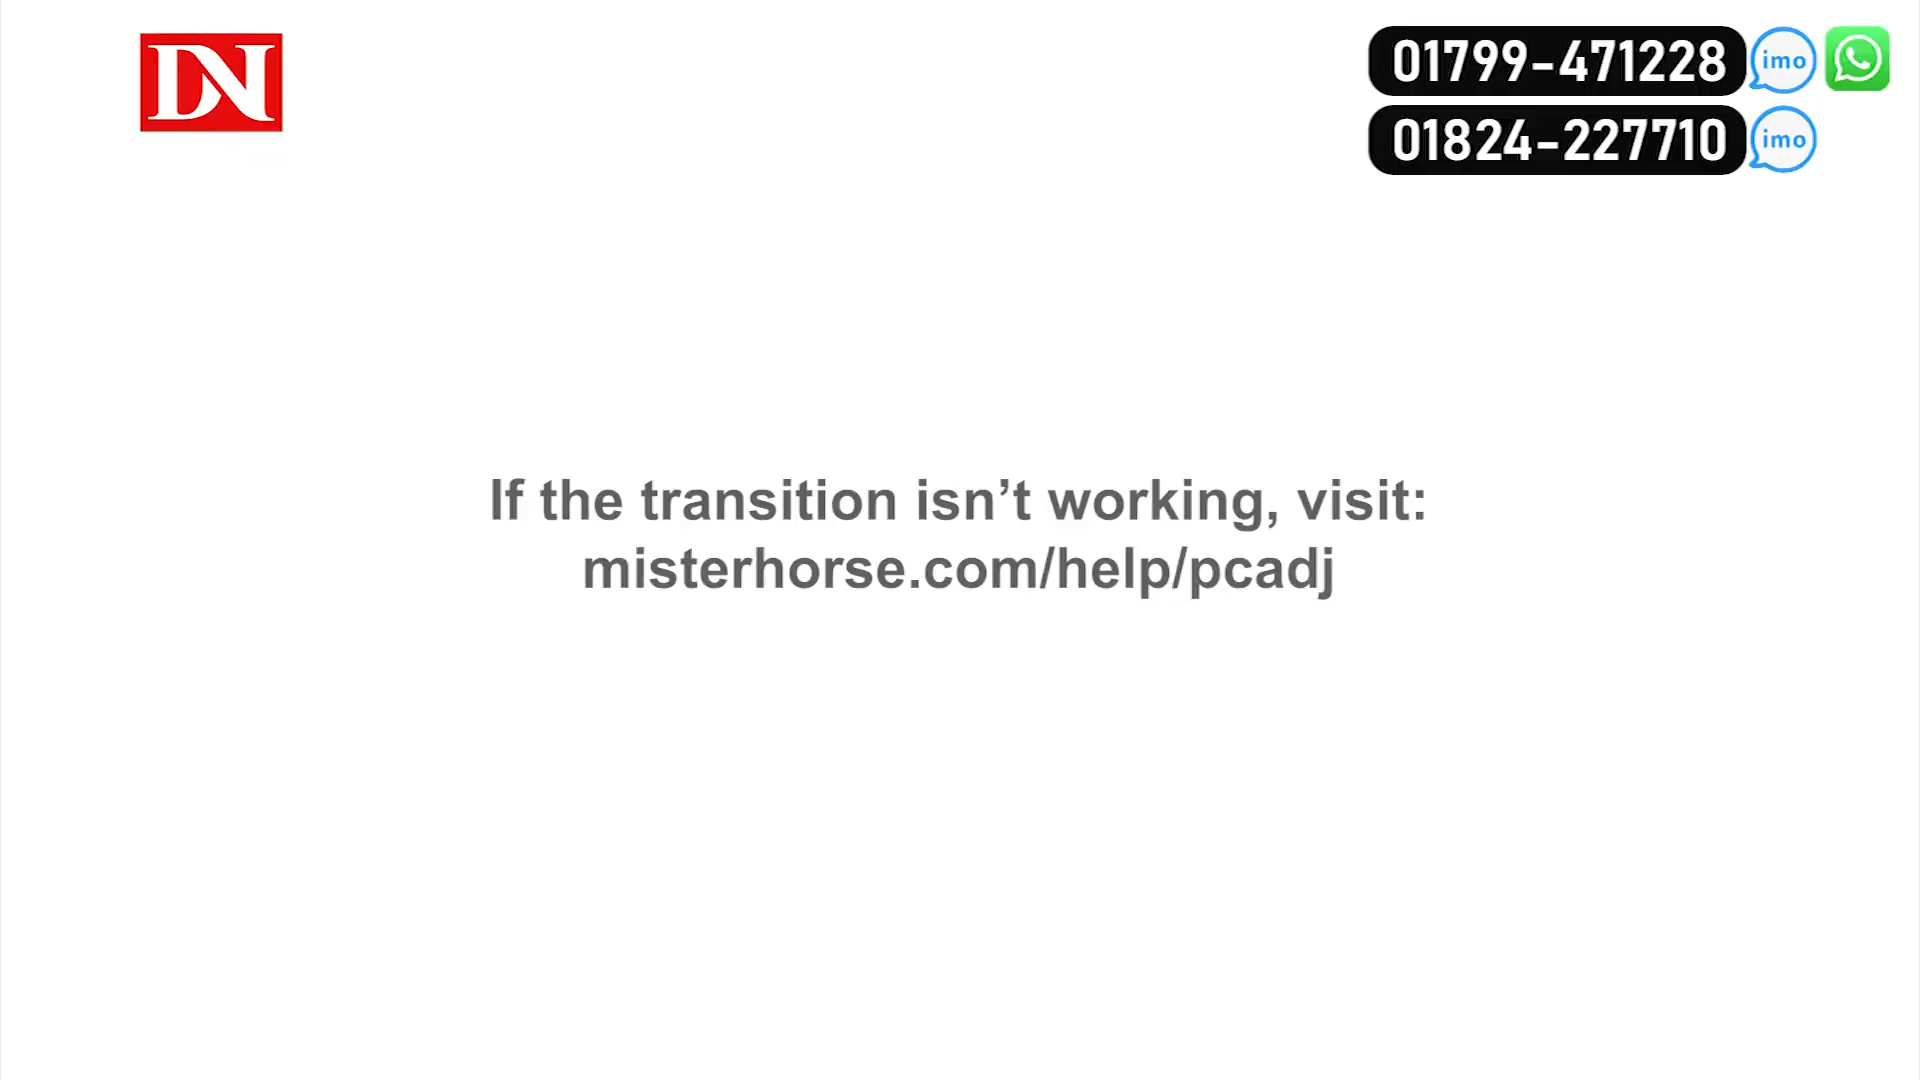 DN
01799-471228 imo
01824-227710 imo
If the transition isn’t working, visit:
misterhorse.com/help/pcadj